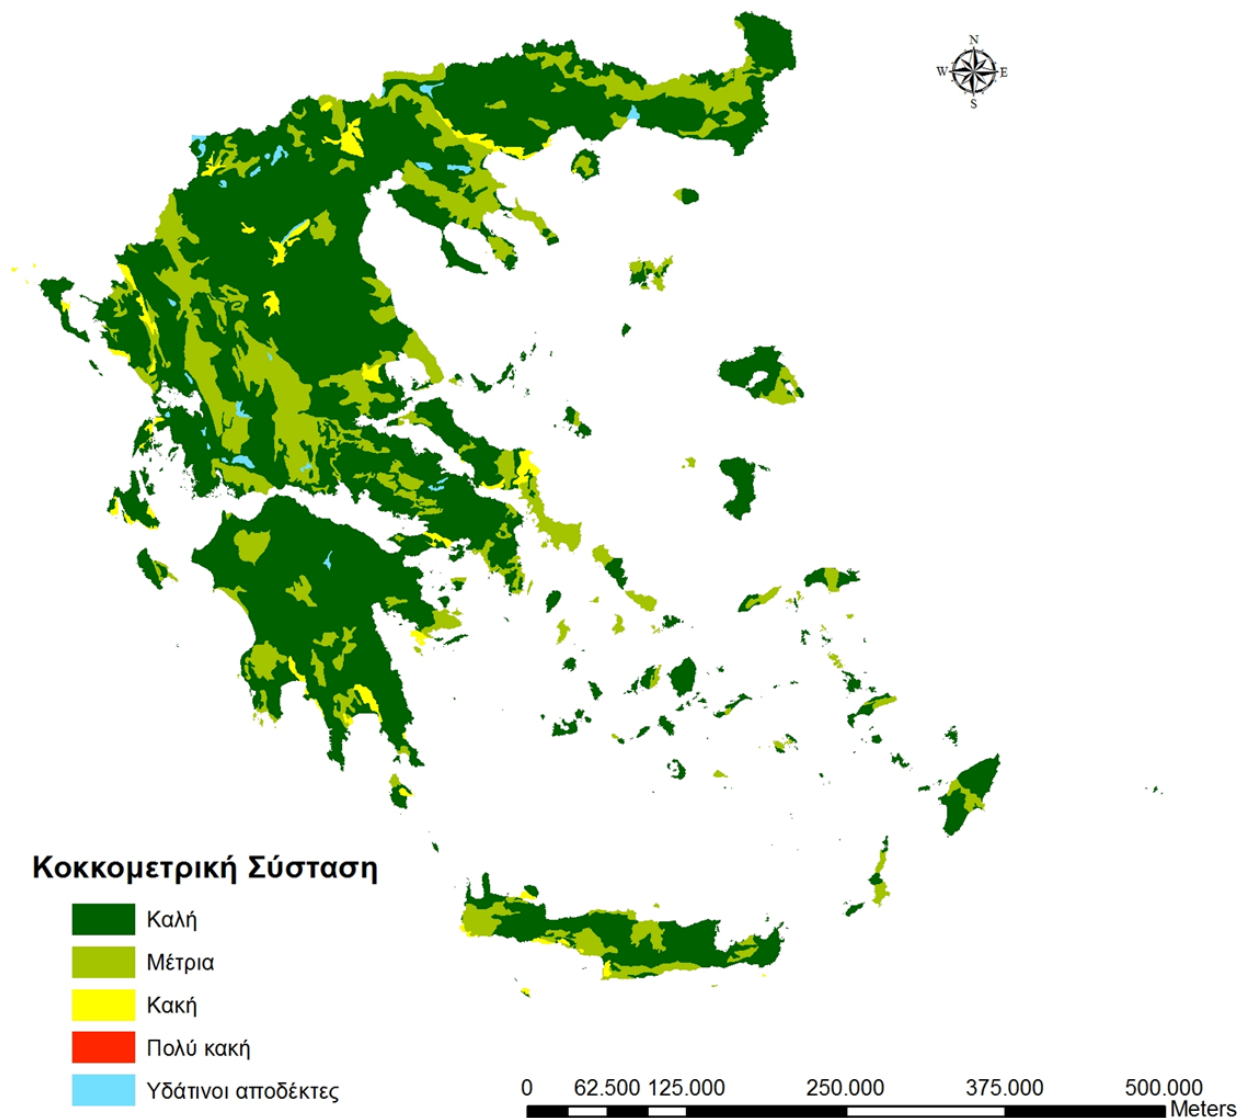 N
W E
S
Κοκκομετρική Σύσταση
Καλή
Μέτρια
Κακή
Πολύ κακή
Υδάτινοι αποδέκτες
0 62.500 125.000 250.000 375.000 500.000
Meters